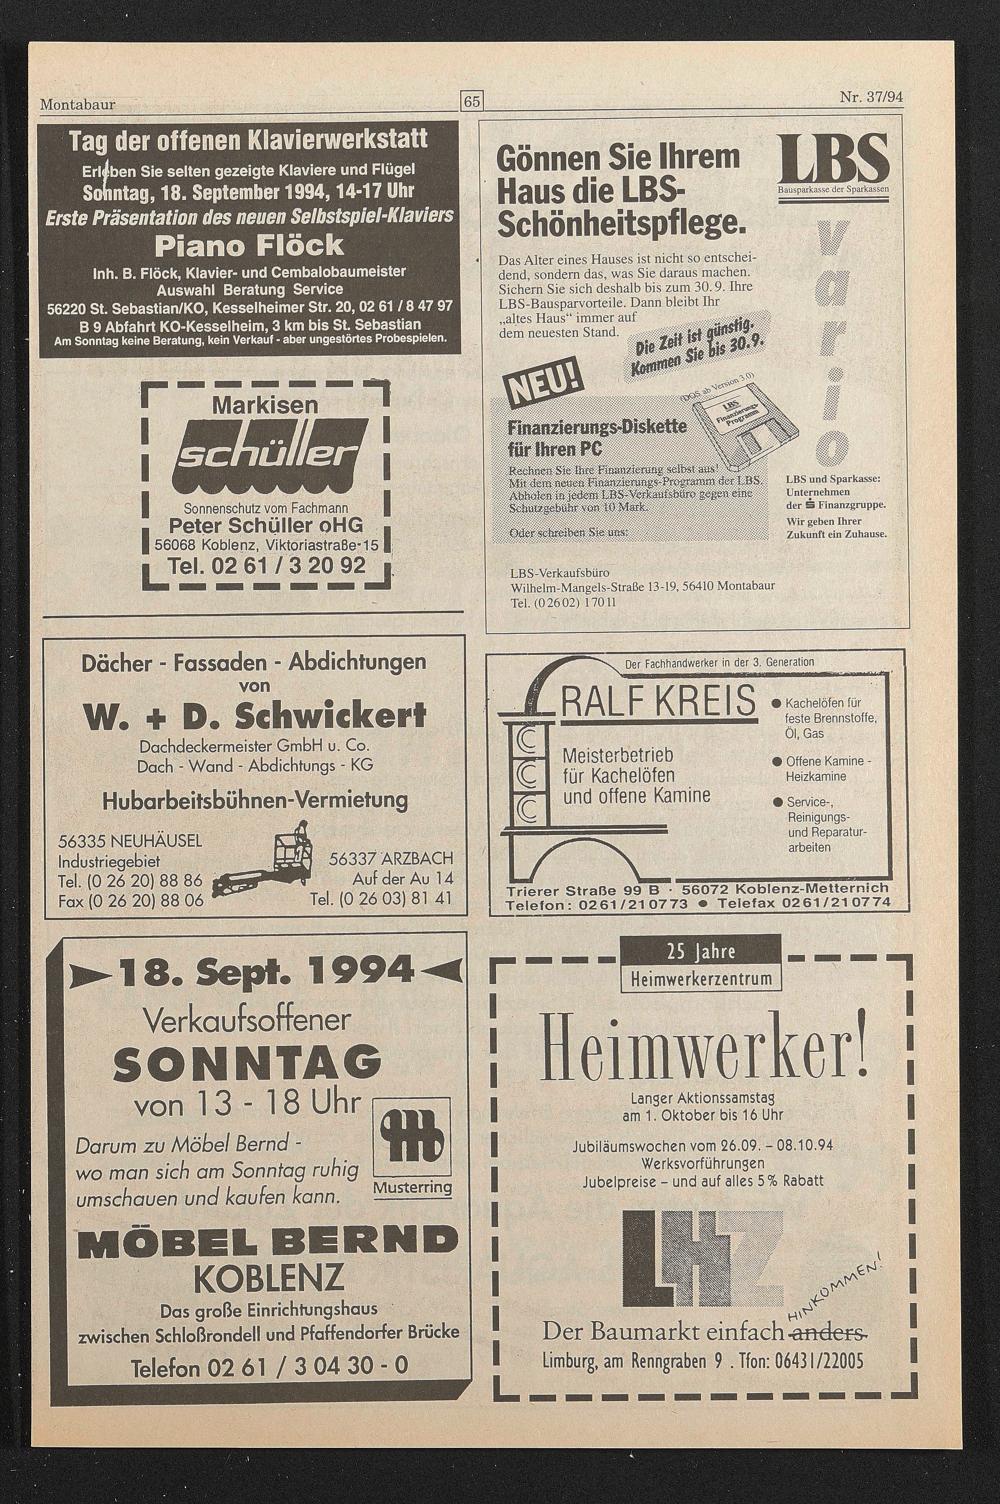 Montabaur
65
Nr. 37/94
Tag der offenen Klavierwerkstatt
Erleben Sie selten gezeigte Klaviere und Flügel
Sonntag, 18. September 1994, 14-17 Uhr
Erste Präsentation des neuen Selbstspiel-Klaviers
Piano Flöck
Inh. B. Flöck, Klavier- und Cembalobaumeister
Auswahl Beratung Service
56220 St. Sebastian/KO, Kesselheimer Str. 20, 02 61 / 8 47 97
B 9 Abfahrt KO-Kesselheim, 3 km bis St. Sebastian
Am Sonntag keine Beratung, kein Verkauf - aber ungestörtes Probespielen.
Markisen
schüller
Sonnenschutz vom Fachmann
Peter Schüller oHG
56068 Koblenz, Viktoriastraße 15
Tel. 02 61 / 3 20 92
Gönnen Sie Ihrem
Haus die LBS-
Schönheitspflege.
LBS
Bausparkasse der Sparkassen
Das Alter eines Hauses ist nicht so entschei-
dend, sondern das, was Sie daraus machen.
Sichern Sie sich deshalb bis zum 30.9. Ihre
LBS-Bausparvorteile. Dann bleibt Ihr
„altes Haus" immer auf
dem neuesten Stand.
Die Zeit ist günstig.
Kommen Sie bis 30.9.
vario
NEU!
(DOS ab Version 3.0)
LBS
Finanzierungs-
Programm
Finanzierungs-Diskette
für Ihren PC
Rechnen Sie Ihre Finanzierung selbst aus!
Mit dem neuen Finanzierungs-Programm der LBS.
Abholen in jedem LBS-Verkaufsbüro gegen eine
Schutzgebühr von 10 Mark.
Oder schreiben Sie uns:
LBS und Sparkasse:
Unternehmen
der S Finanzgruppe.
Wir geben Ihrer
Zukunft ein Zuhause.
LBS-Verkaufsbüro
Wilhelm-Mangels-Straße 13-19, 56410 Montabaur
Tel. (0 26 02) 1 70 11
Dächer - Fassaden - Abdichtungen
von
W. + D. Schwickert
Dachdeckermeister GmbH u. Co.
Dach - Wand - Abdichtungs - KG
Hubarbeitsbühnen-Vermietung
56335 NEUHÄUSEL
Industriegebiet
Tel. (0 26 20) 88 86
Fax (0 26 20) 88 06
56337 ARZBACH
Auf der Au 14
Tel. (0 26 03) 81 41
Der Fachhandwerker in der 3. Generation
RALF KREIS
Meisterbetrieb
für Kachelöfen
und offene Kamine
● Kachelöfen für
feste Brennstoffe,
Öl, Gas
● Offene Kamine -
Heizkamine
● Service-,
Reinigungs-
und Reparatur-
arbeiten
Trierer Straße 99 B · 56072 Koblenz-Metternich
Telefon: 0261/210773 ● Telefax 0261/210774
18. Sept. 1994
Verkaufsoffener
SONNTAG
von 13 - 18 Uhr
Darum zu Möbel Bernd -
wo man sich am Sonntag ruhig
umschauen und kaufen kann.
Musterring
MÖBEL BERND
KOBLENZ
Das große Einrichtungshaus
zwischen Schloßrondell und Pfaffendorfer Brücke
Telefon 02 61 / 3 04 30 - 0
25 Jahre
Heimwerkerzentrum
Heimwerker!
Langer Aktionssamstag
am 1. Oktober bis 16 Uhr
Jubiläumswochen vom 26.09. – 08.10.94
Werksvorführungen
Jubelpreise – und auf alles 5 % Rabatt
LHZ
HINKOMMEN!
Der Baumarkt einfach anders
Limburg, am Renngraben 9 . Tfon: 06431/22005